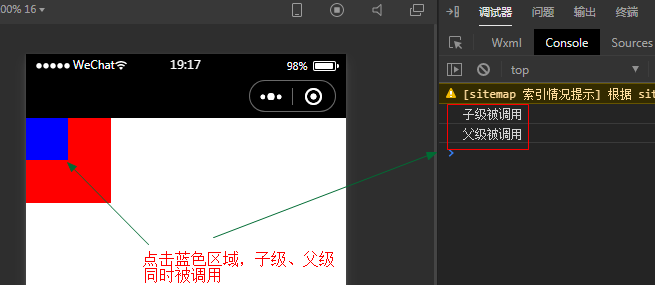 00% 16
调试器 问题 输出 终端
Wxml Console Sources
top
WeChat 19:17 98%
[sitemap 索引情况提示] 根据 sit
子级被调用
父级被调用
点击蓝色区域，子级、父级
同时被调用